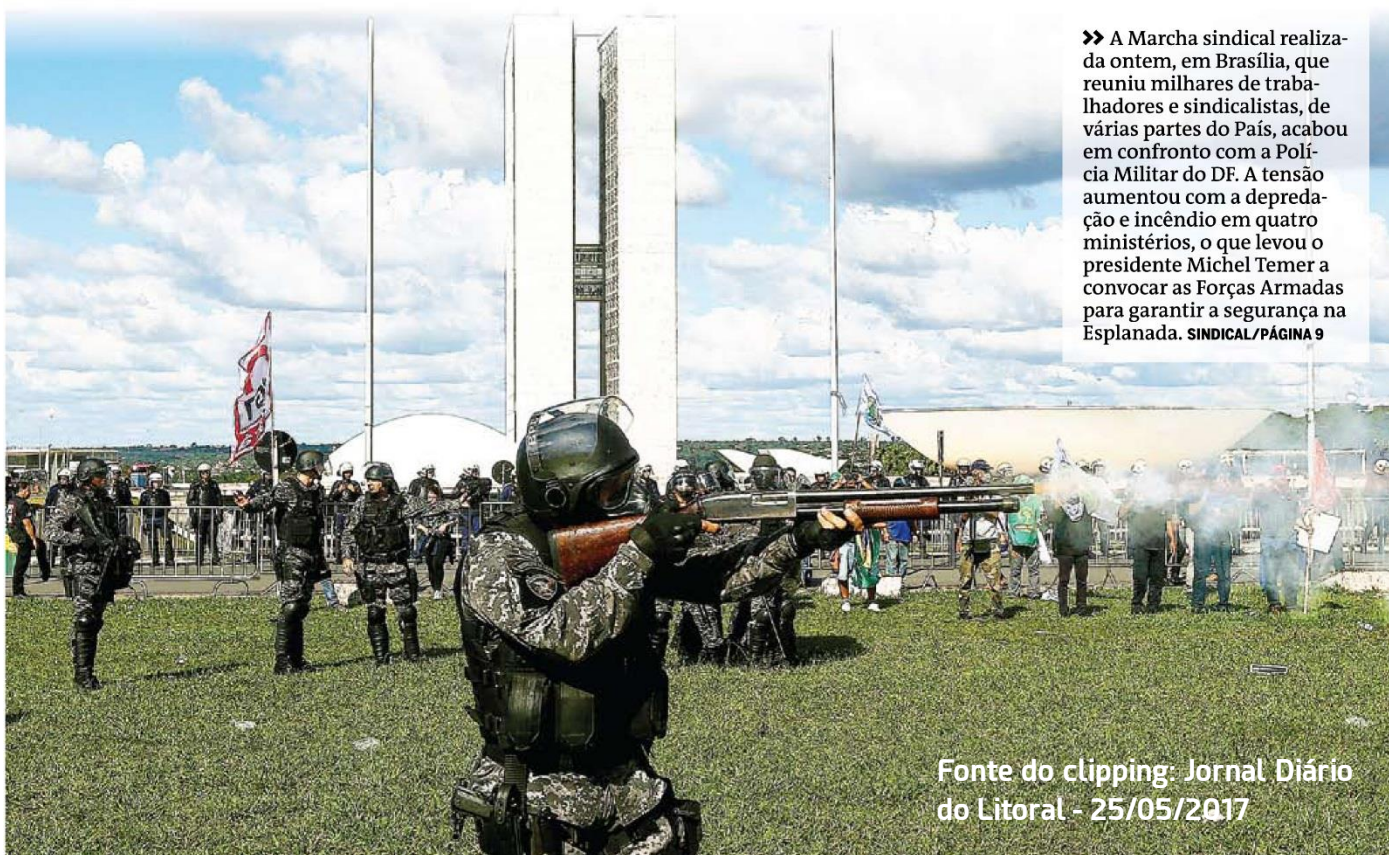 >> A Marcha sindical realiza-
da ontem, em Brasília, que
reuniu milhares de traba-
lhadores e sindicalistas, de
várias partes do País, acabou
em confronto com a Polí-
cia Militar do DF. A tensão
aumentou com a depreda-
ção e incêndio em quatro
ministérios, o que levou o
presidente Michel Temer a
convocar as Forças Armadas
para garantir a segurança na
Esplanada. SINDICAL/PÁGINA 9
Fonte do clipping: Jornal Diário
do Litoral - 25/05/2017